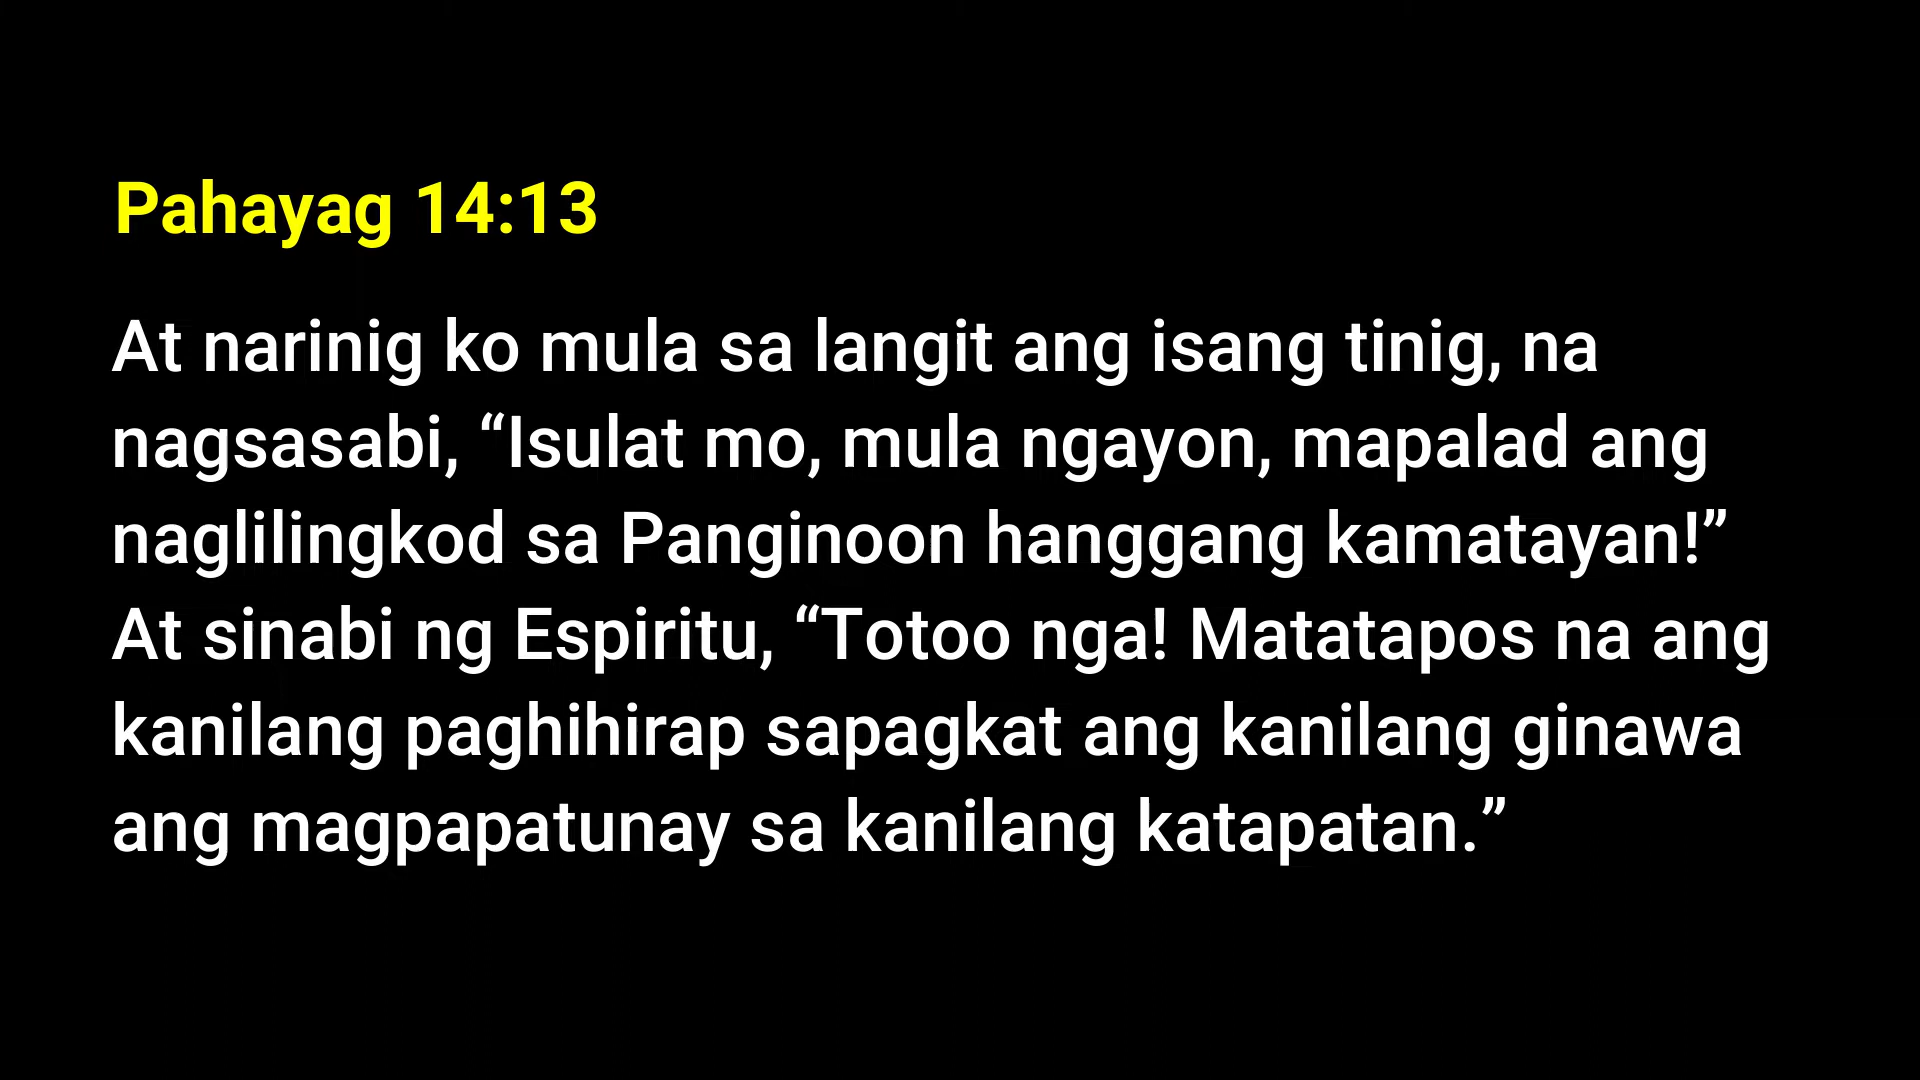 Pahayag 14:13
At narinig ko mula sa langit ang isang tinig, na
nagsasabi, “Isulat mo, mula ngayon, mapalad ang
naglilingkod sa Panginoon hanggang kamatayan!”
At sinabi ng Espiritu, “Totoo nga! Matatapos na ang
kanilang paghihirap sapagkat ang kanilang ginawa
ang magpapatunay sa kanilang katapatan.”